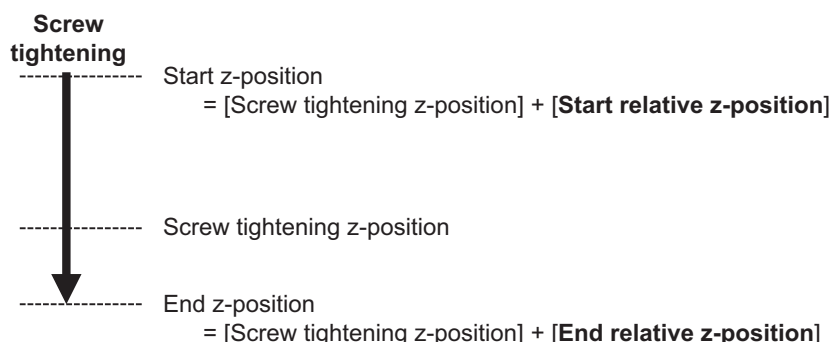 Screw
tightening
Start z-position
= [Screw tightening z-position] + [Start relative z-position]
Screw tightening z-position
End z-position
= [Screw tightening z-position] + [End relative z-position]